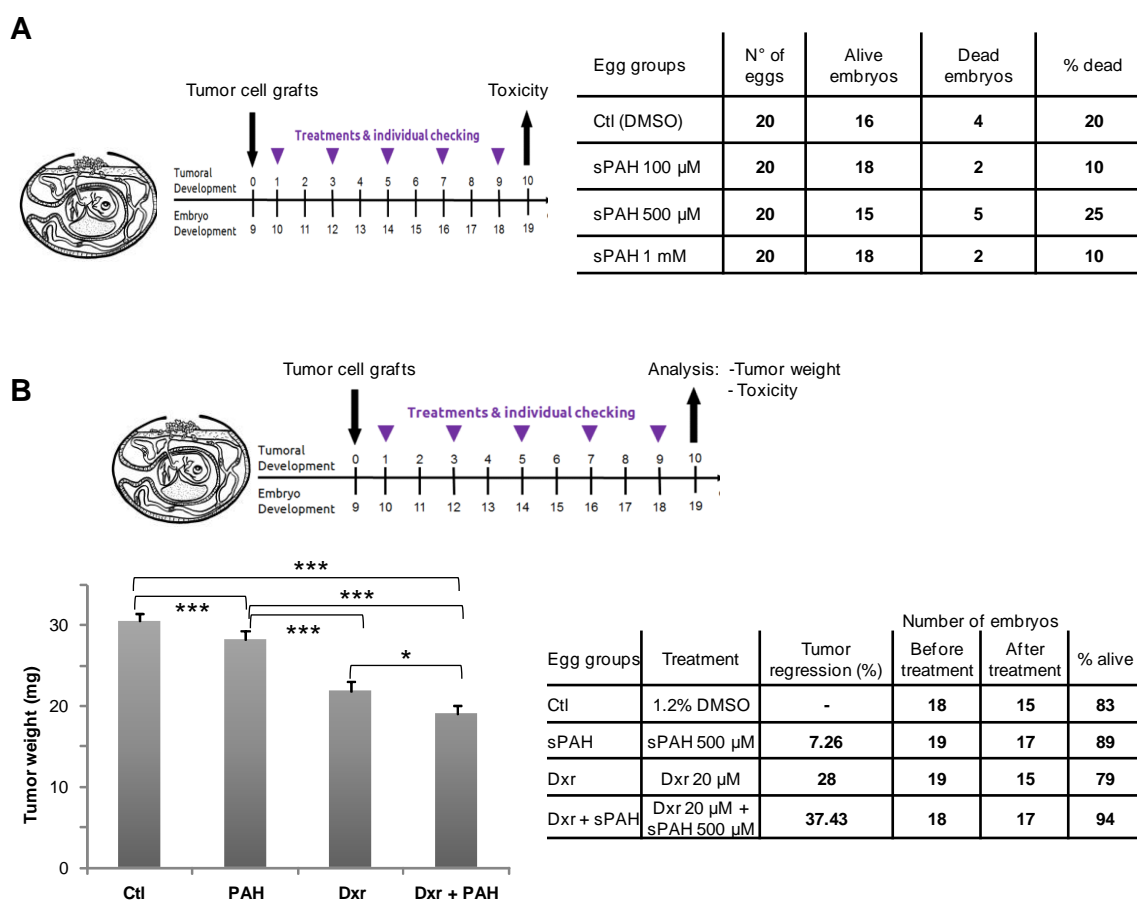 A
Tumor cell grafts
Toxicity
Treatments & individual checking
Tumoral
Development
0 1 2 3 4 5 6 7 8 9 10
Embryo
Development
9 10 11 12 13 14 15 16 17 18 19
Egg groups N° of eggs Alive embryos Dead embryos % dead
Ctl (DMSO) 20 16 4 20
sPAH 100 µM 20 18 2 10
sPAH 500 µM 20 15 5 25
sPAH 1 mM 20 18 2 10
B
Tumor cell grafts
Analysis: -Tumor weight
- Toxicity
Treatments & individual checking
Tumoral
Development
0 1 2 3 4 5 6 7 8 9 10
Embryo
Development
9 10 11 12 13 14 15 16 17 18 19
Tumor weight (mg)
30
20
10
0
***
***
***
***
*
Ctl PAH Dxr Dxr + PAH
Number of embryos
Egg groups Treatment Tumor regression (%) Before treatment After treatment % alive
Ctl 1.2% DMSO - 18 15 83
sPAH sPAH 500 µM 7.26 19 17 89
Dxr Dxr 20 µM 28 19 15 79
Dxr + sPAH Dxr 20 µM + sPAH 500 µM 37.43 18 17 94